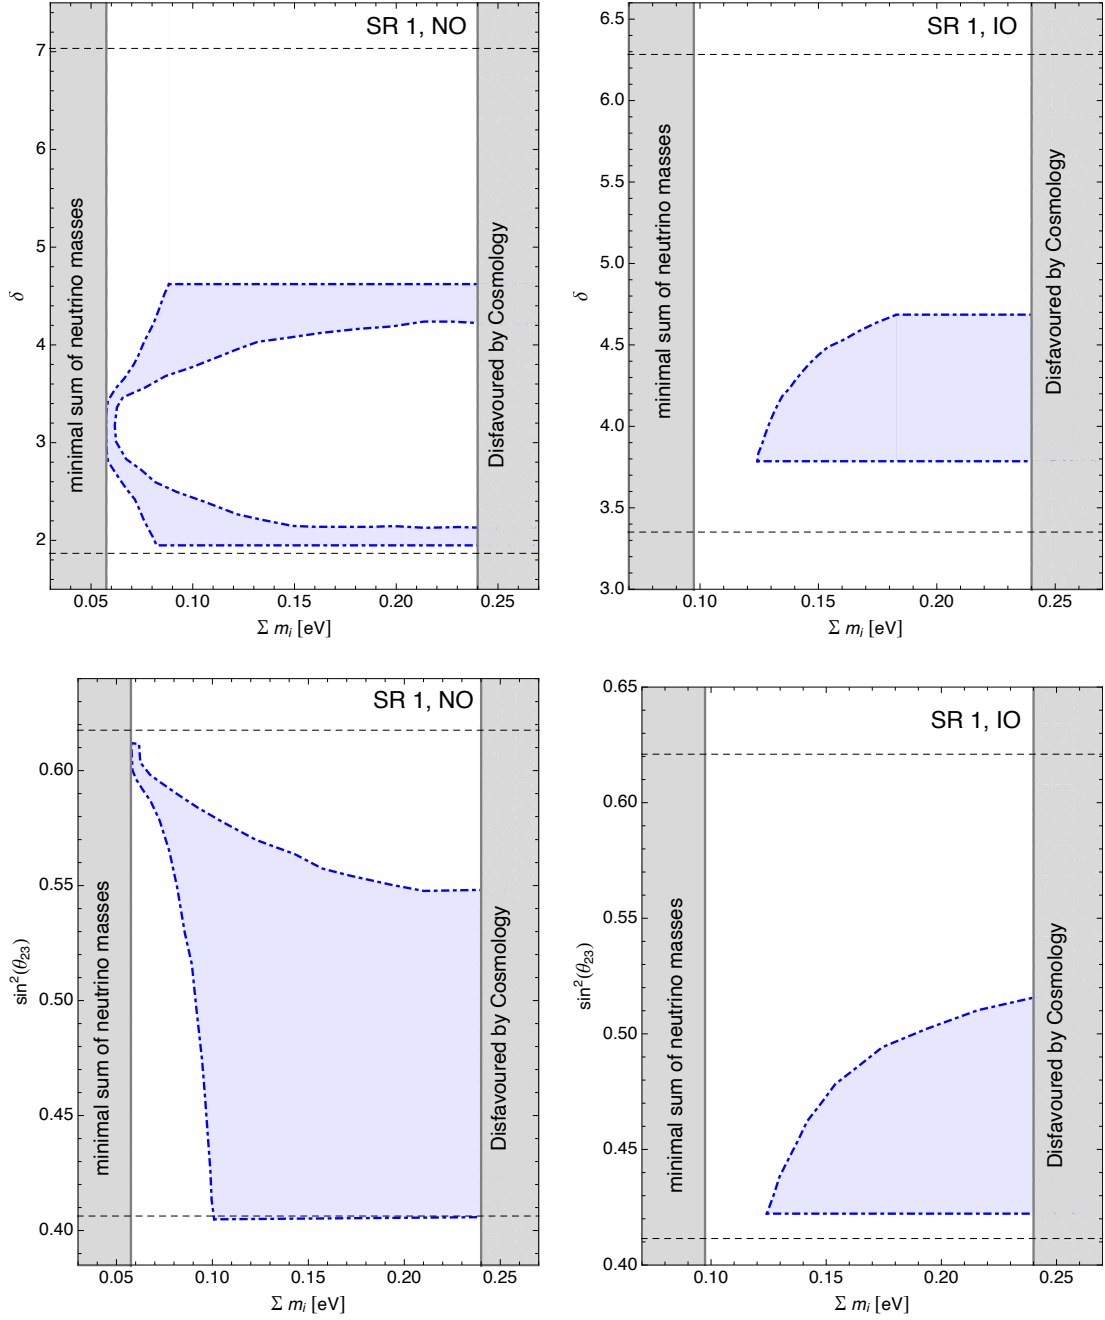 SR 1, NO
7
6
5
4
3
2
δ
minimal sum of neutrino masses
Disfavoured by Cosmology
0.05 0.10 0.15 0.20 0.25
Σ mᵢ [eV]
SR 1, IO
6.5
6.0
5.5
5.0
4.5
4.0
3.5
3.0
δ
minimal sum of neutrino masses
Disfavoured by Cosmology
0.10 0.15 0.20 0.25
Σ mᵢ [eV]
SR 1, NO
0.60
0.55
0.50
0.45
0.40
sin²(θ₂₃)
minimal sum of neutrino masses
Disfavoured by Cosmology
0.05 0.10 0.15 0.20 0.25
Σ mᵢ [eV]
SR 1, IO
0.65
0.60
0.55
0.50
0.45
0.40
sin²(θ₂₃)
minimal sum of neutrino masses
Disfavoured by Cosmology
0.10 0.15 0.20 0.25
Σ mᵢ [eV]